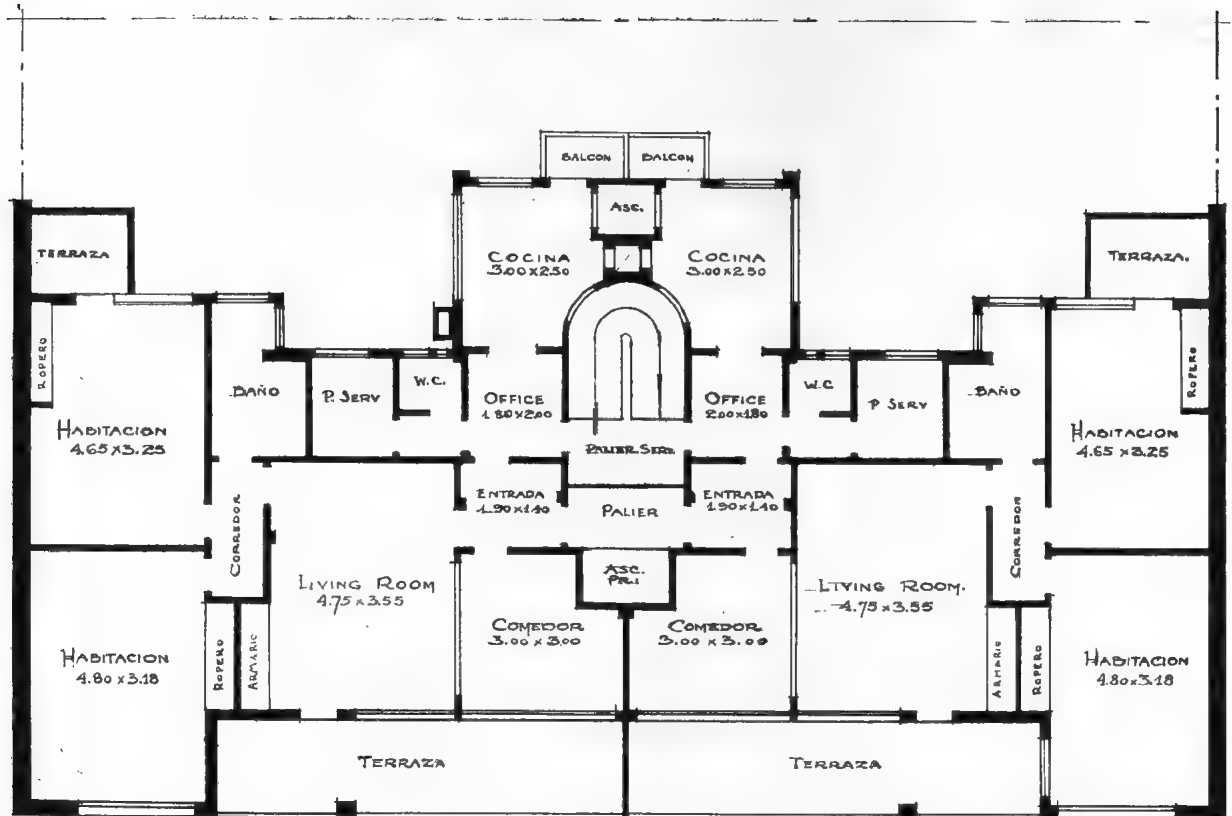 BALCON
BALCON
ASC.
TERRAZA
TERRAZA.
COCINA
3.00x2.50
COCINA
3.00x2.50
ROPERO
ROPERO
BAÑO
P. SERV
W.C.
OFFICE
1.80x2.00
OFFICE
2.00x1.80
W.C
P SERV
BAÑO
HABITACION
4.65x3.25
HABITACION
4.65x3.25
PALIER SERV.
ENTRADA
1.90x1.40
PALIER
ENTRADA
1.90x1.40
CORREDOR
CORREDOR
LIVING ROOM
4.75x3.55
ASC.
PRI
LIVING ROOM.
4.75x3.55
COMEDOR
3.00x3.00
COMEDOR
3.00x3.00
HABITACION
4.80x3.18
ROPERO
ARMARIO
ARMARIO
ROPERO
HABITACION
4.80x3.18
TERRAZA
TERRAZA